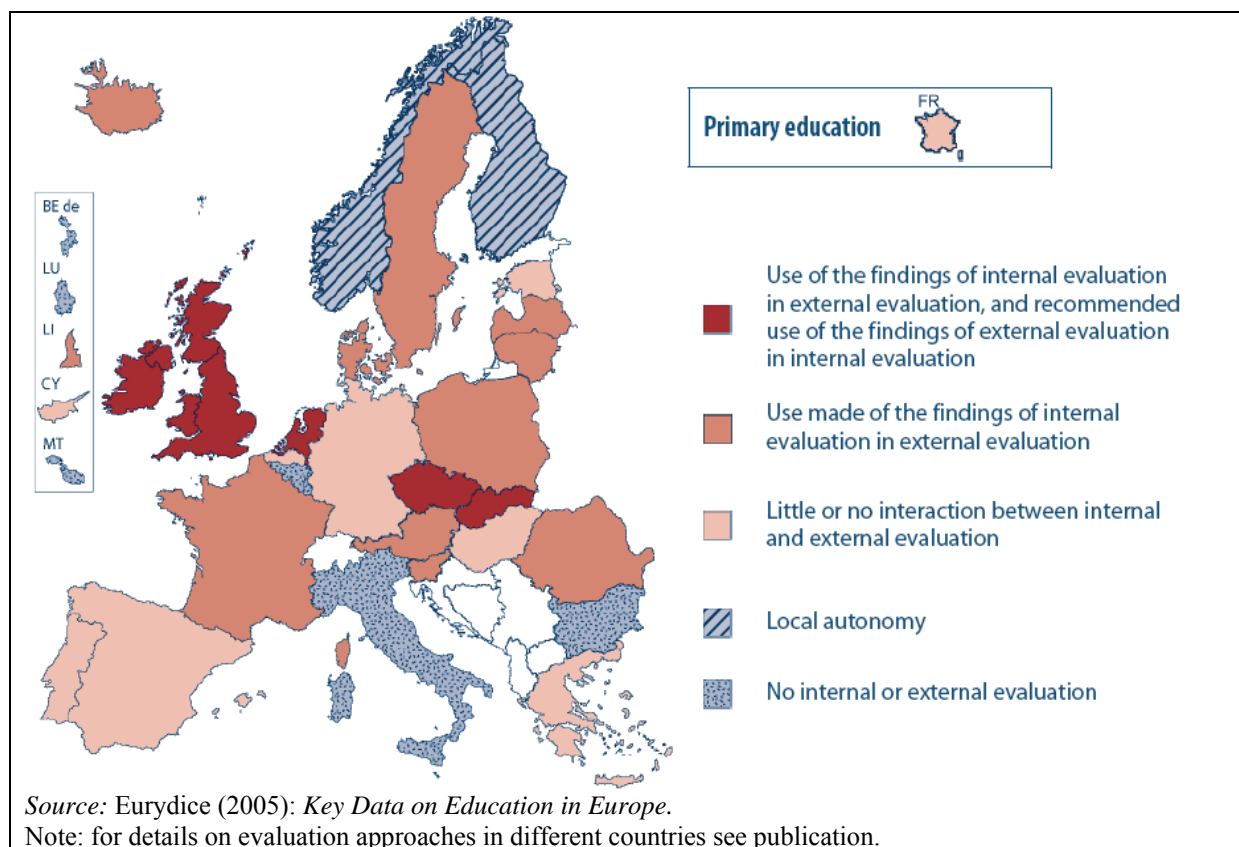 FR
Primary education
BE de
LU
LI
CY
MT
Use of the findings of internal evaluation
in external evaluation, and recommended
use of the findings of external evaluation
in internal evaluation
Use made of the findings of internal
evaluation in external evaluation
Little or no interaction between internal
and external evaluation
Local autonomy
No internal or external evaluation
Source: Eurydice (2005): Key Data on Education in Europe.
Note: for details on evaluation approaches in different countries see publication.